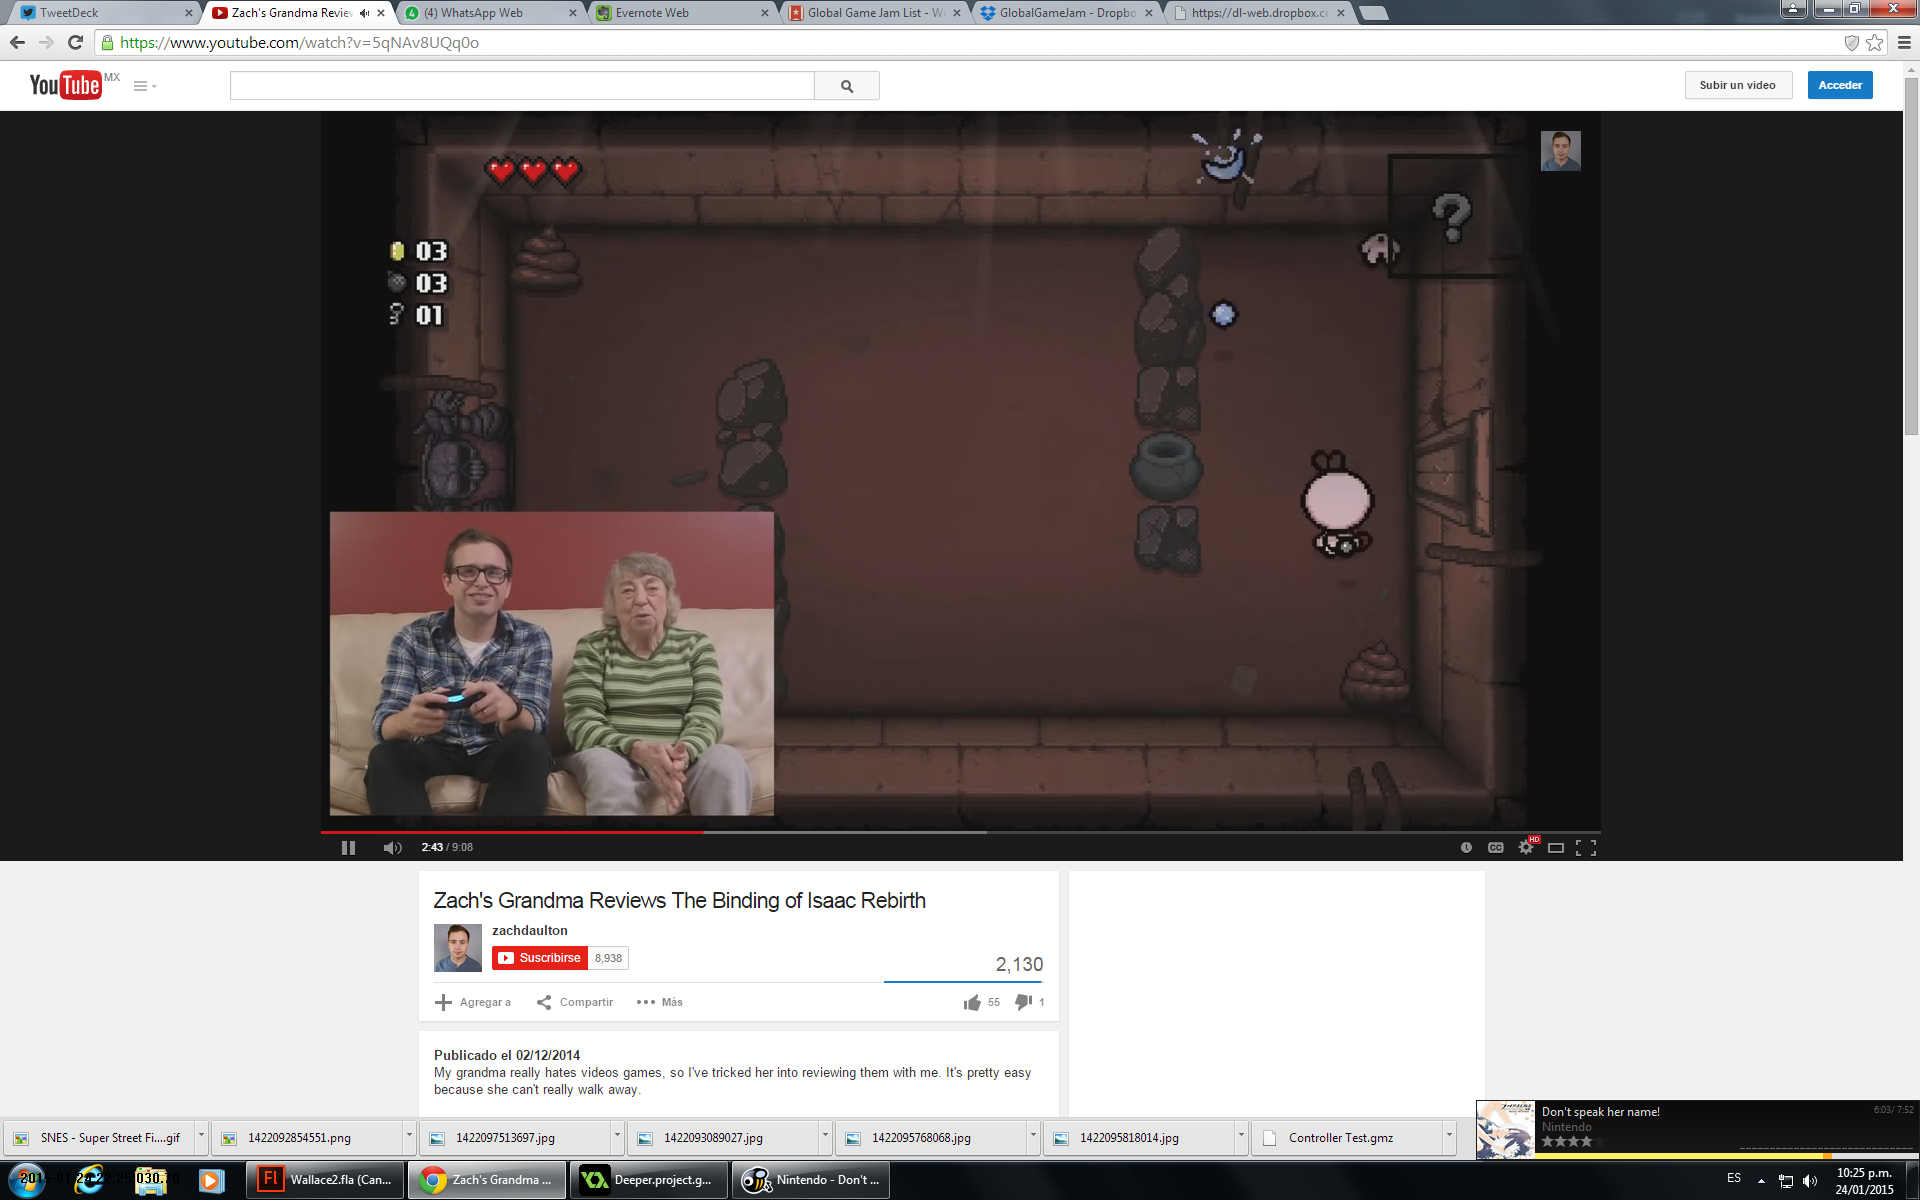 TweetDeck
Zach's Grandma Review
(4) WhatsApp Web
Evernote Web
Global Game Jam List - W
GlobalGameJam - Dropbo
https://dl-web.dropbox.c
https://www.youtube.com/watch?v=5qNAv8UQq0o
YouTube MX
Subir un video
Acceder
03
03
01
?
2:43 / 9:08
CC
HD
Zach's Grandma Reviews The Binding of Isaac Rebirth
zachdaulton
Suscribirse 8,938
2,130
Agregar a
Compartir
Más
55
1
Publicado el 02/12/2014
My grandma really hates videos games, so I've tricked her into reviewing them with me. It's pretty easy
because she can't really walk away.
Don't speak her name!
6:03/ 7:52
Nintendo
SNES - Super Street Fi....gif
1422092854551.png
1422097513697.jpg
1422093089027.jpg
1422095768068.jpg
1422095818014.jpg
Controller Test.gmz
Wallace2.fla (Can...
Zach's Grandma ...
Deeper.project.g...
Nintendo - Don't ...
ES
10:25 p.m.
24/01/2015